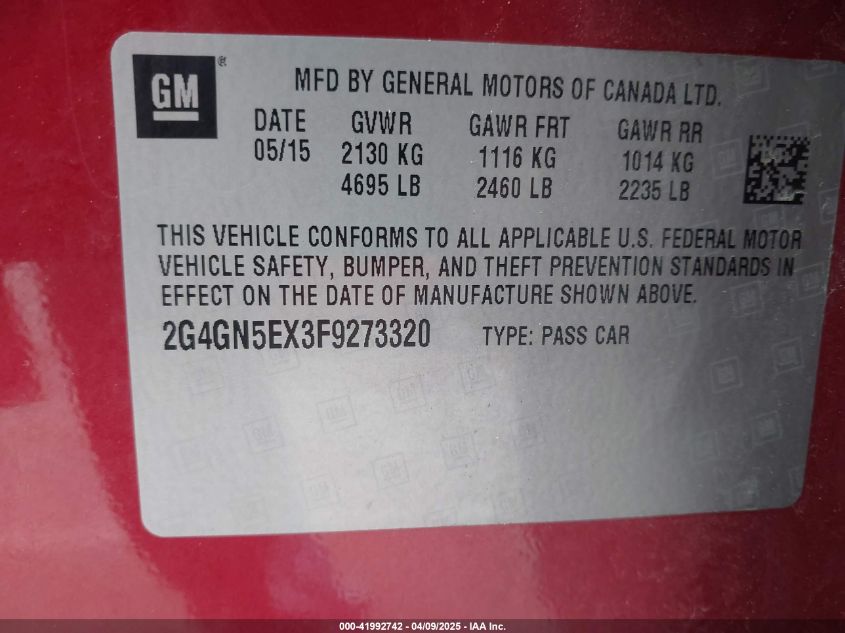 GM®
MFD BY GENERAL MOTORS OF CANADA LTD.
DATE GVWR GAWR FRT GAWR RR
05/15 2130 KG 1116 KG 1014 KG
4695 LB 2460 LB 2235 LB
THIS VEHICLE CONFORMS TO ALL APPLICABLE U.S. FEDERAL MOTOR
VEHICLE SAFETY, BUMPER, AND THEFT PREVENTION STANDARDS IN
EFFECT ON THE DATE OF MANUFACTURE SHOWN ABOVE.
2G4GN5EX3F9273320 TYPE: PASS CAR
000-41992742 / 04/09/2025 - IAA Inc.